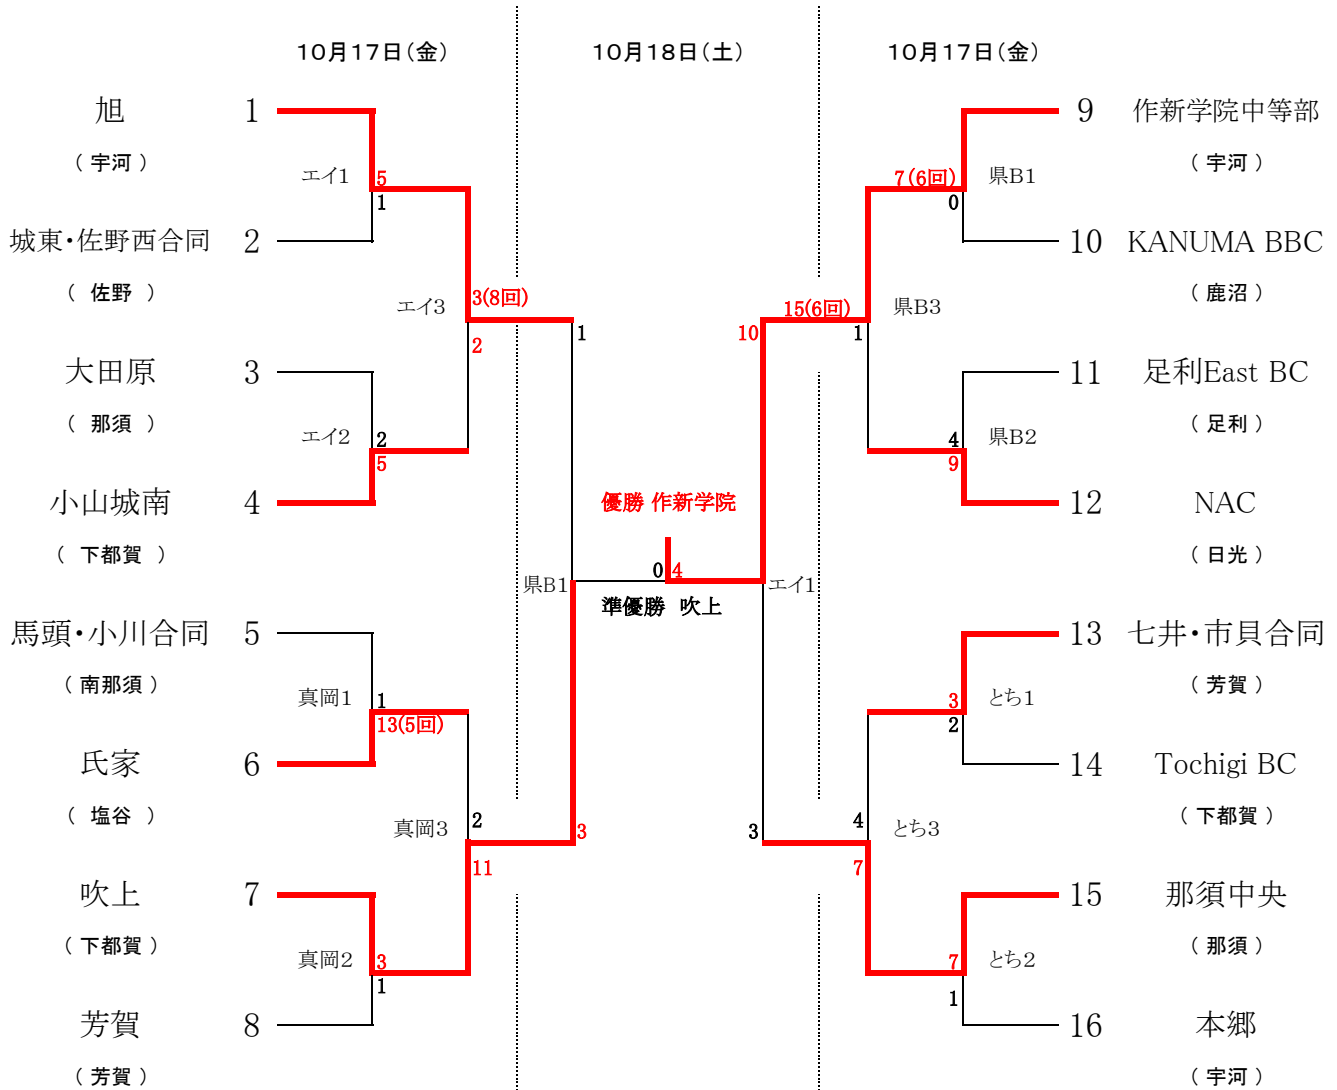 10月17日(金)
10月18日(土)
10月17日(金)
旭 1
( 宇河 )
エイ1
5
1
城東・佐野西合同 2
( 佐野 )
エイ3
3(8回)
2
大田原 3
( 那須 )
エイ2
2
5
小山城南 4
( 下都賀 )
馬頭・小川合同 5
( 南那須 )
真岡1
1
13(5回)
氏家 6
( 塩谷 )
真岡3
2
11
吹上 7
( 下都賀 )
真岡2
3
1
芳賀 8
( 芳賀 )
1
県B1
3
優勝 作新学院
0
4
準優勝 吹上
10
エイ1
3
9 作新学院中等部
( 宇河 )
7(6回)
県B1
0
10 KANUMA BBC
( 鹿沼 )
15(6回)
県B3
1
11 足利East BC
( 足利 )
4
県B2
9
12 NAC
( 日光 )
13 七井・市貝合同
( 芳賀 )
3
とち1
2
14 Tochigi BC
( 下都賀 )
4
とち3
7
15 那須中央
( 那須 )
7
とち2
1
16 本郷
( 宇河 )